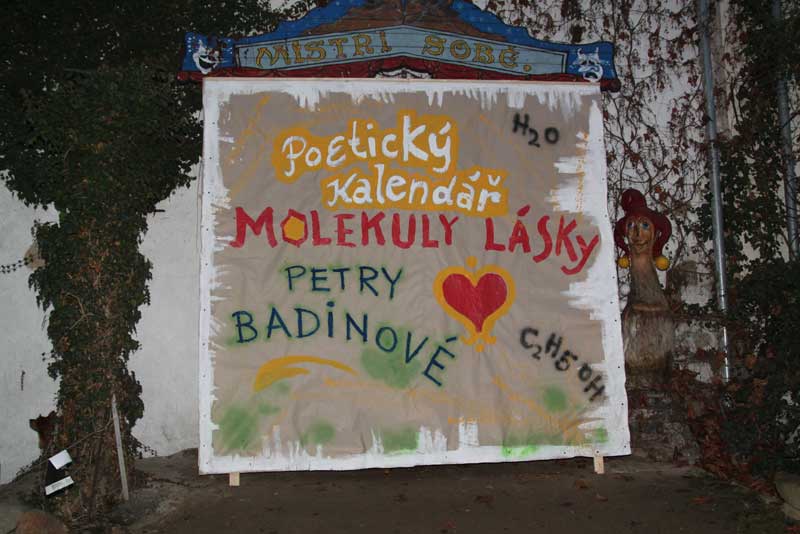 MISTŘI SOBĚ.
H2O
Poetický
Kalendář
MOLEKULY LÁSKY
PETRY
BADINOVÉ
C2H5OH